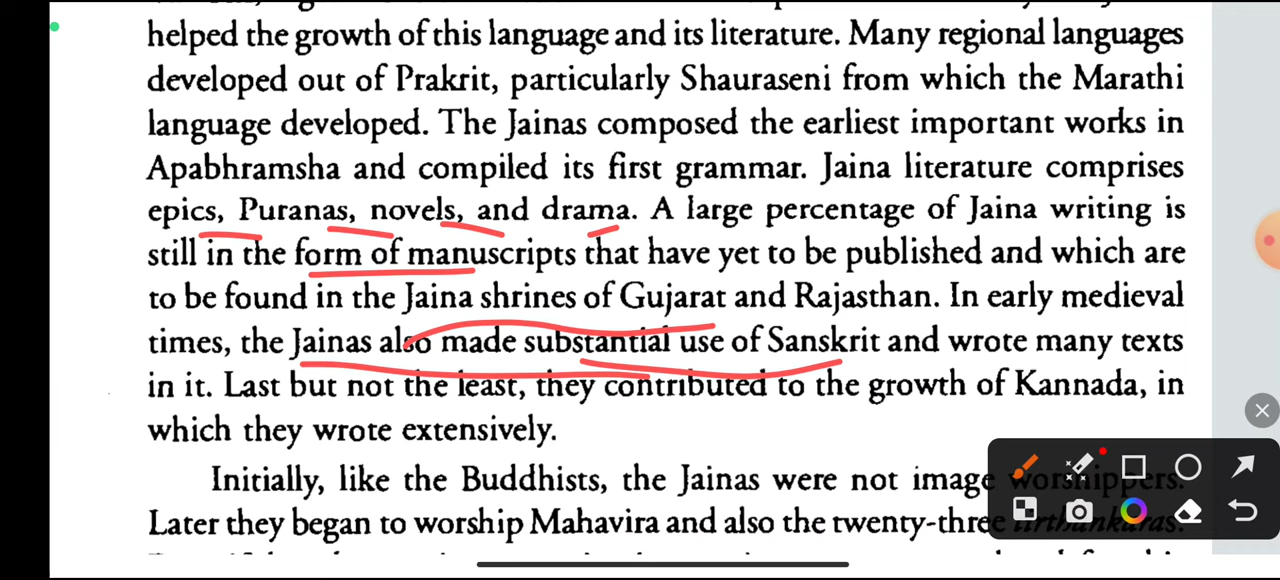 helped the growth of this language and its literature. Many regional languages
developed out of Prakrit, particularly Shauraseni from which the Marathi
language developed. The Jainas composed the earliest important works in
Apabhramsha and compiled its first grammar. Jaina literature comprises
epics, Puranas, novels, and drama. A large percentage of Jaina writing is
still in the form of manuscripts that have yet to be published and which are
to be found in the Jaina shrines of Gujarat and Rajasthan. In early medieval
times, the Jainas also made substantial use of Sanskrit and wrote many texts
in it. Last but not the least, they contributed to the growth of Kannada, in
which they wrote extensively.
Initially, like the Buddhists, the Jainas were not image worshippers.
Later they began to worship Mahavira and also the twenty-three tirthankaras.